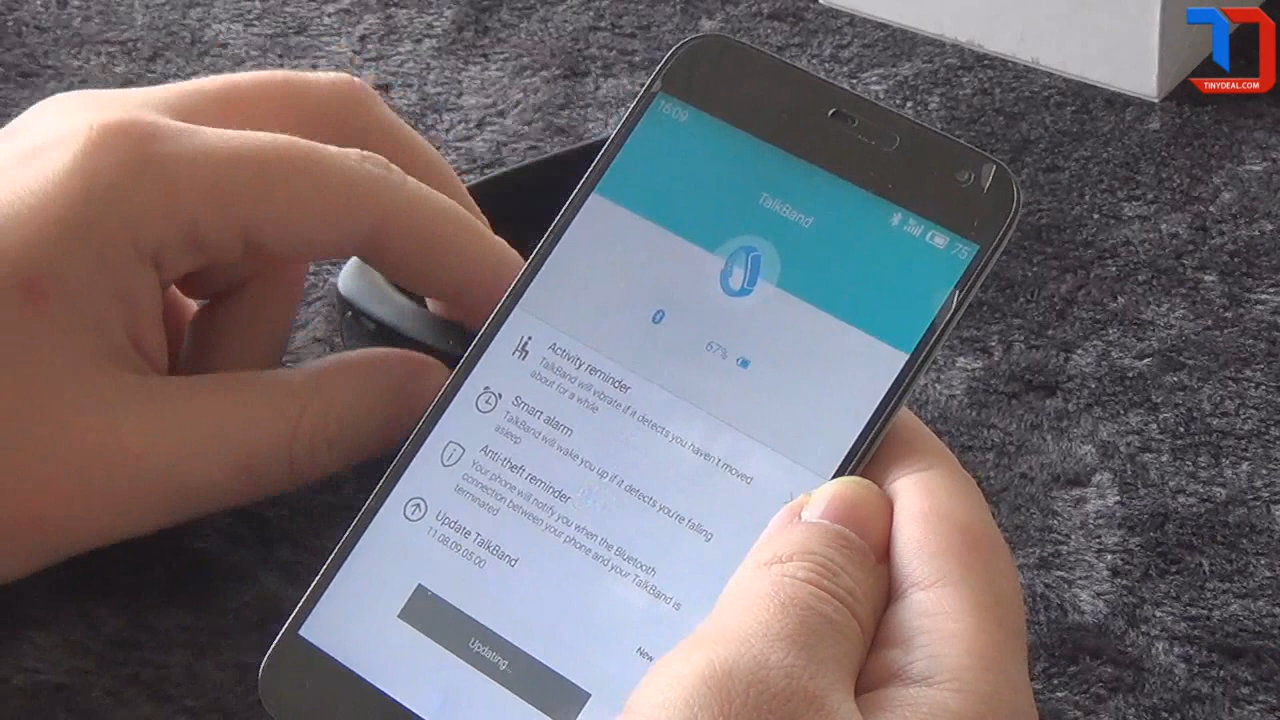 TINYDEAL.COM
16:09
75
TalkBand
67%
Activity reminder
TalkBand will vibrate if it detects you haven't moved
about for a while
Smart alarm
TalkBand will wake you up if it detects you're falling
asleep
Anti-theft reminder
Your phone will notify you when the Bluetooth
connection between your phone and your TalkBand is
terminated
Update TalkBand
11.08.09.05.00
New
Updating...